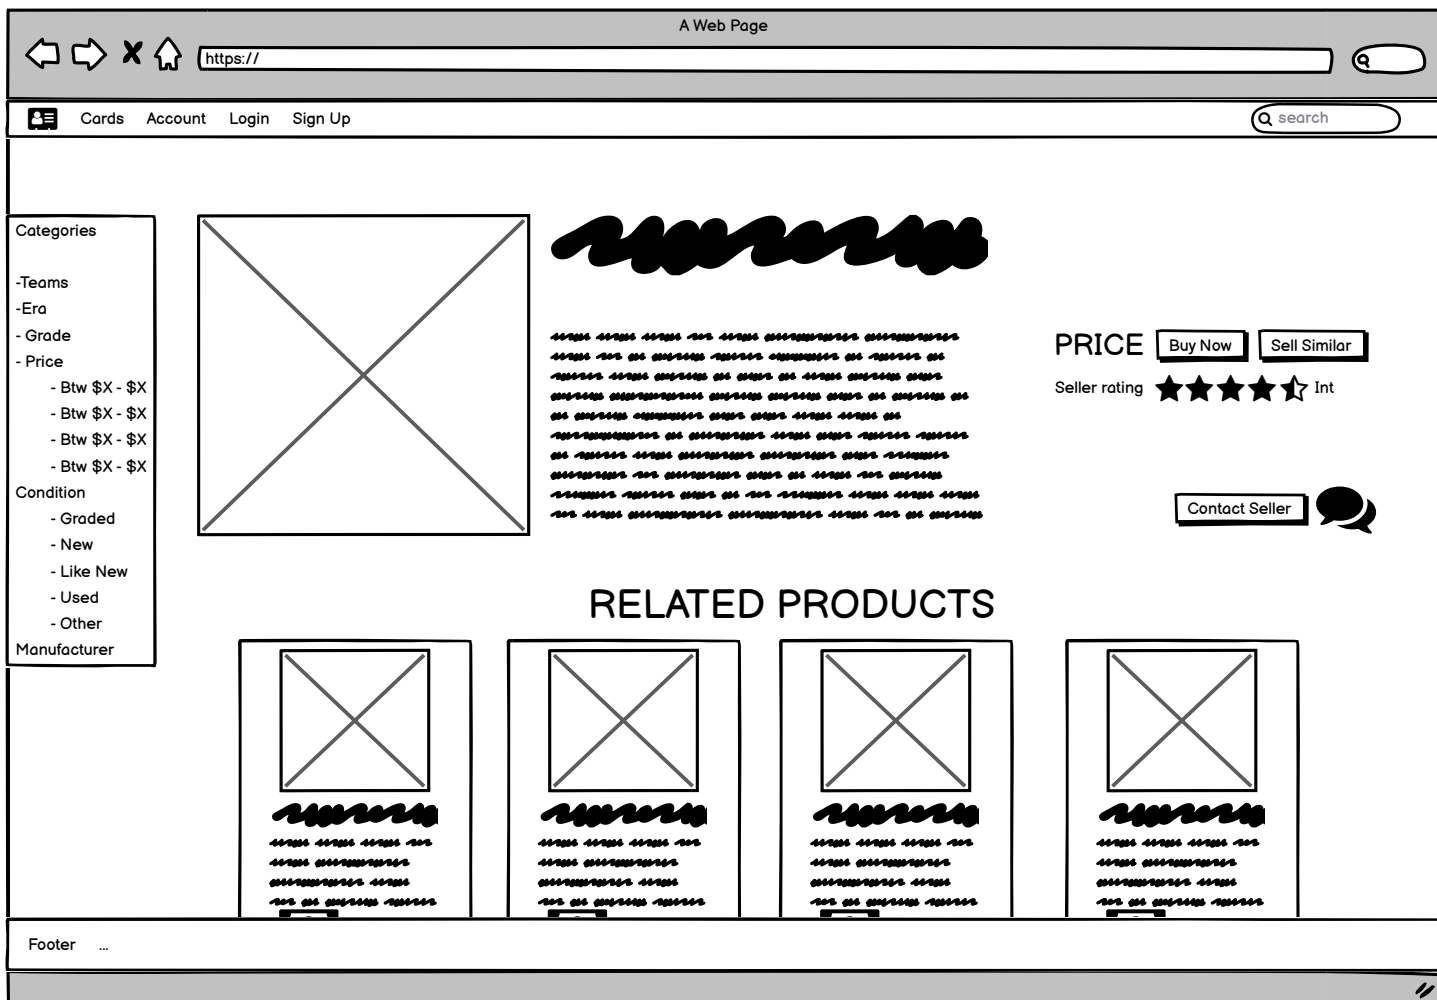 A Web Page
https://
Cards Account Login Sign Up
search
Categories
-Teams
-Era
- Grade
- Price
- Btw $X - $X
- Btw $X - $X
- Btw $X - $X
- Btw $X - $X
Condition
- Graded
- New
- Like New
- Used
- Other
Manufacturer
PRICE Buy Now Sell Similar
Seller rating Int
Contact Seller
RELATED PRODUCTS
Footer ...